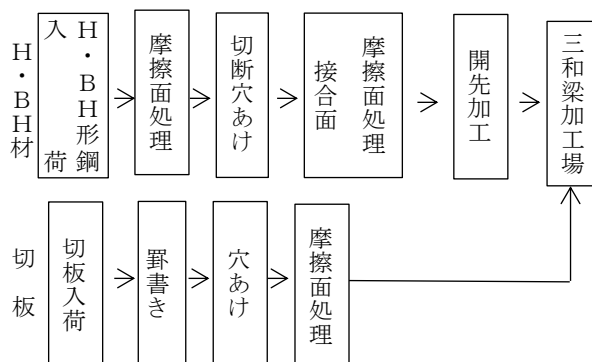 H・BH材
H・BH形鋼
入荷
摩擦面処理
切断穴あけ
摩擦面処理
接合面
開先加工
三和梁加工場
切板
切板入荷
罫書き
穴あけ
摩擦面処理